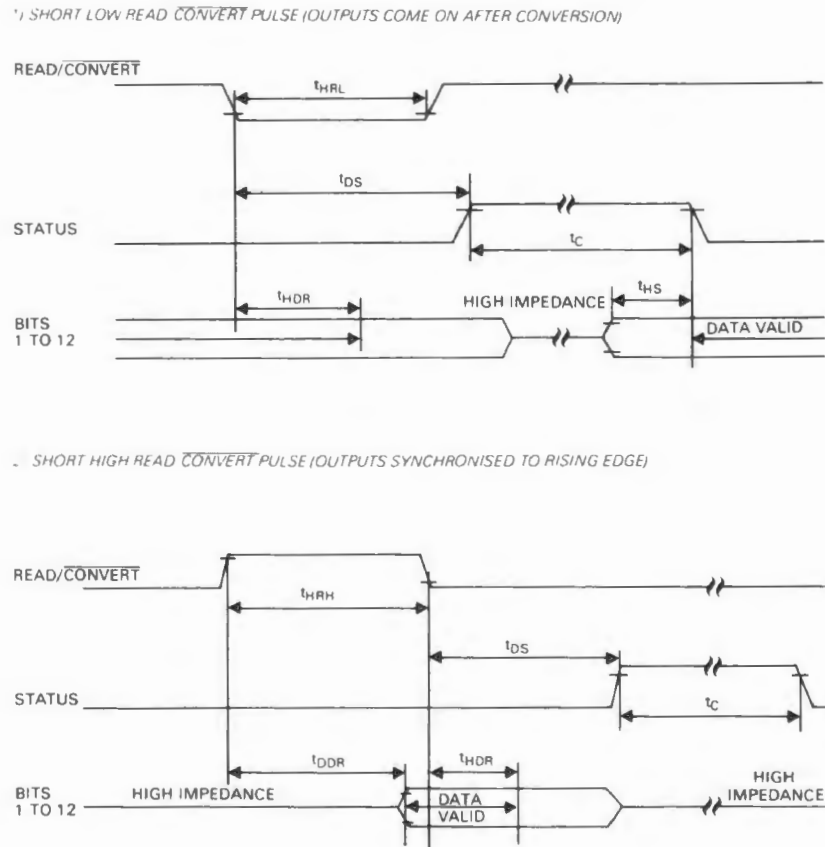 SHORT LOW READ CONVERT PULSE (OUTPUTS COME ON AFTER CONVERSION)
READ/CONVERT
tHRL
tDS
STATUS
tC
tHDR
HIGH IMPEDANCE
tHS
BITS
1 TO 12
DATA VALID
SHORT HIGH READ CONVERT PULSE (OUTPUTS SYNCHRONISED TO RISING EDGE)
READ/CONVERT
tHRH
tDS
STATUS
tC
tDDR
tHDR
BITS
1 TO 12
HIGH IMPEDANCE
DATA
VALID
HIGH
IMPEDANCE